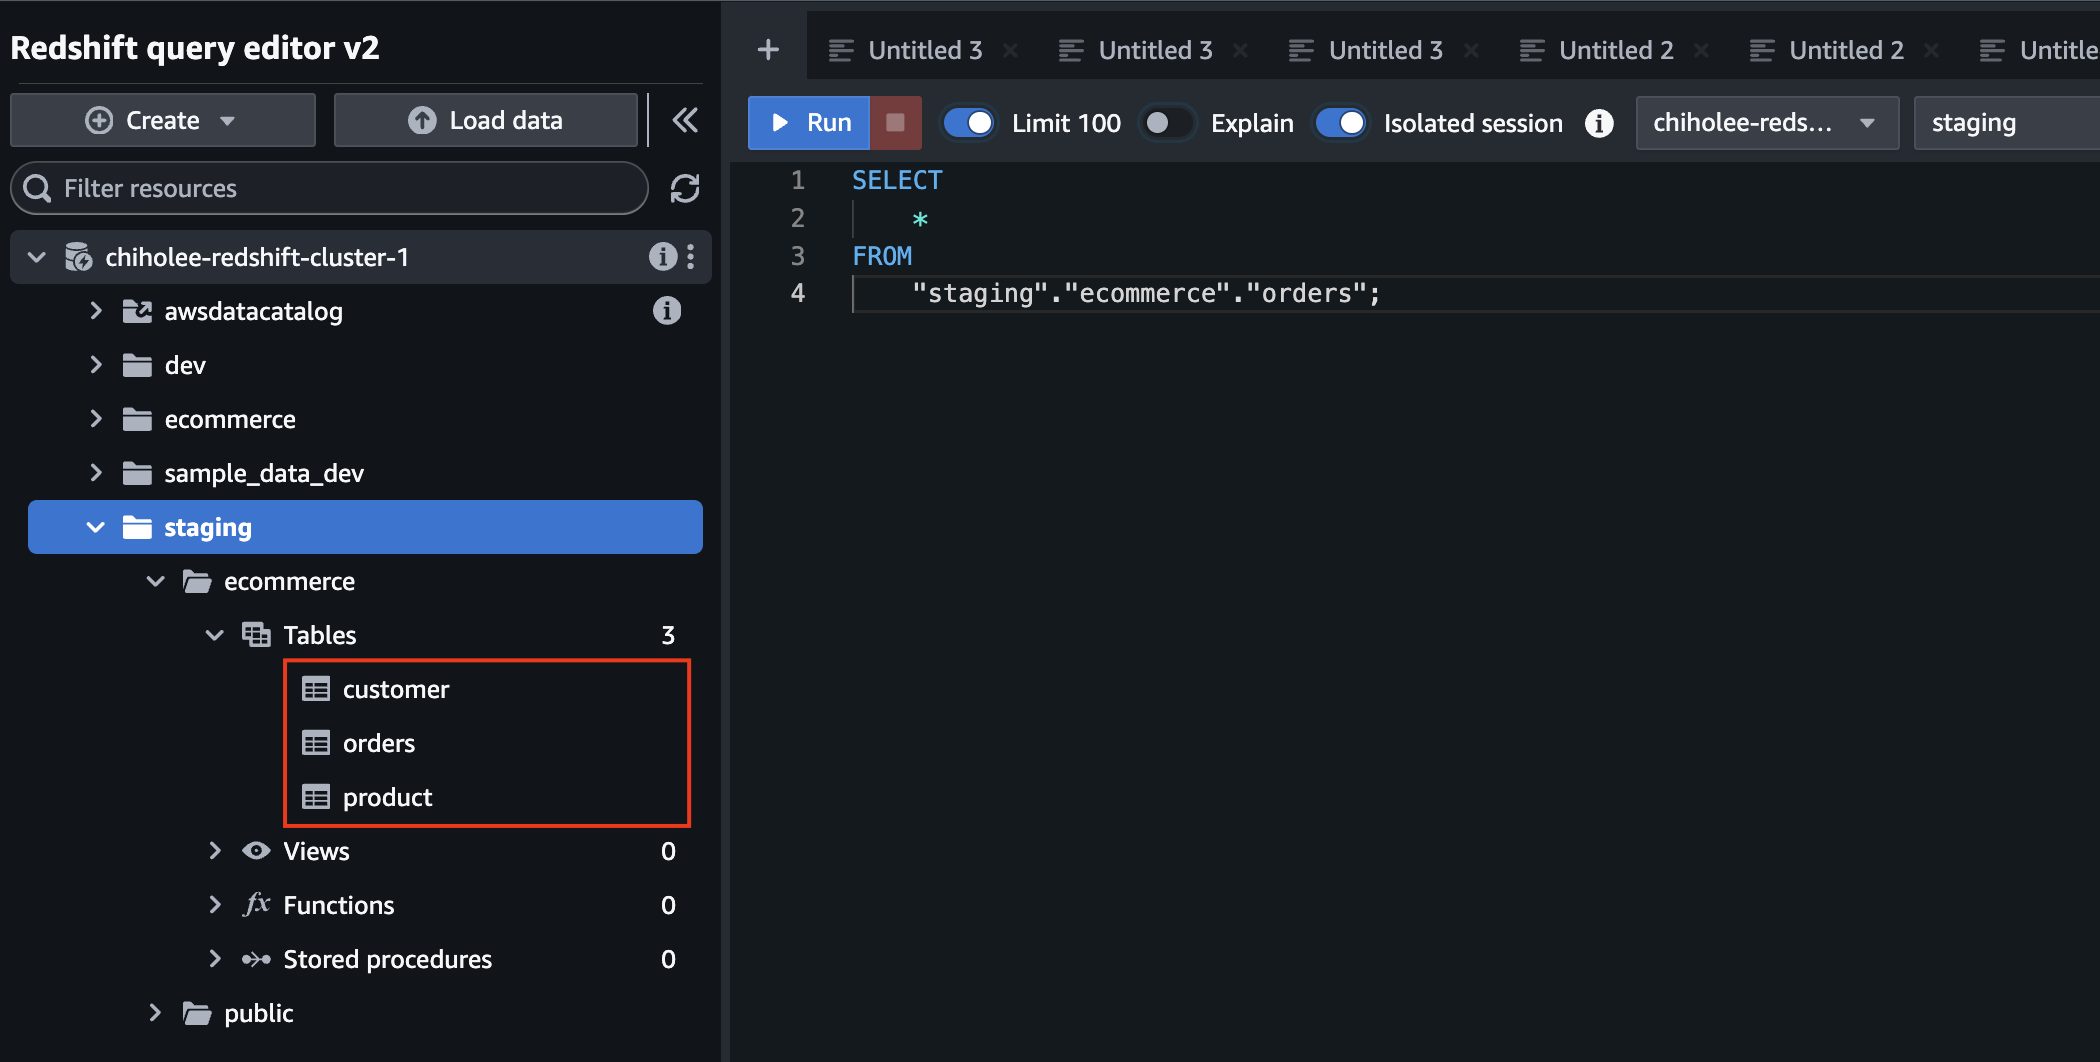 Redshift query editor v2
Create
Load data
Filter resources
chiholee-redshift-cluster-1
awsdatacatalog
dev
ecommerce
sample_data_dev
staging
ecommerce
Tables 3
customer
orders
product
Views 0
fx Functions 0
Stored procedures 0
public
+ Untitled 3 × Untitled 3 × Untitled 3 × Untitled 2 × Untitled 2 × Untitle
Run Limit 100 Explain Isolated session i chiholee-reds... staging
1 SELECT
2 *
3 FROM
4 "staging"."ecommerce"."orders";